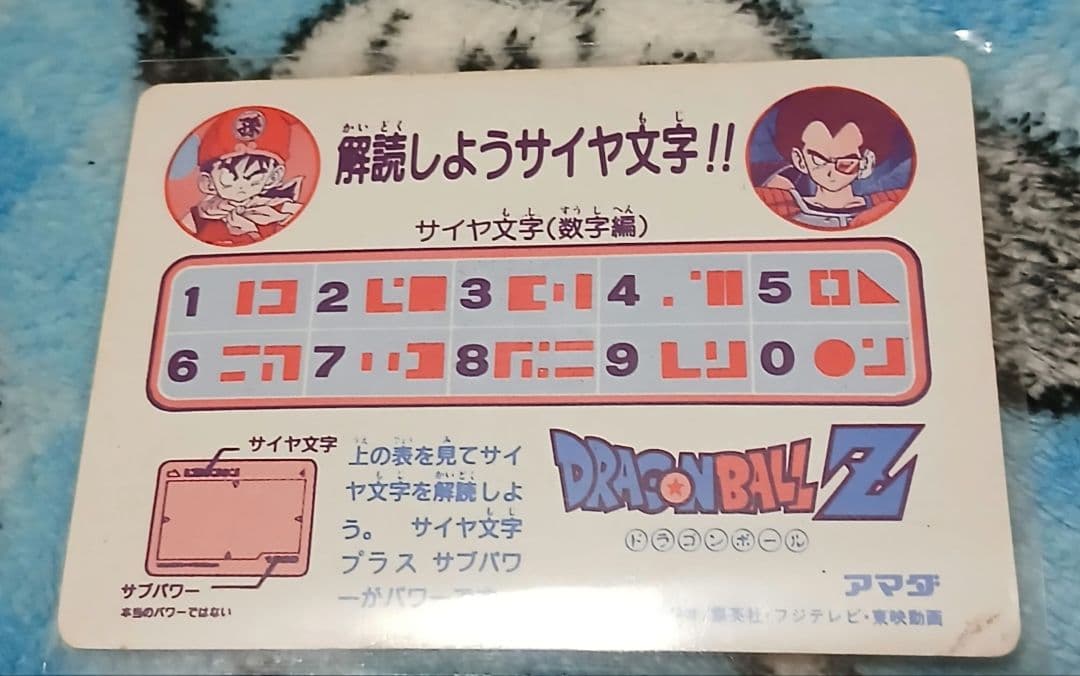 解読しようサイヤ文字!!
サイヤ文字(数字編)
1 2 3 4 5
6 7 8 9 0
サイヤ文字
サブパワー
本当のパワーではない
上の表を見てサイ
ヤ文字を解読しよ
う。 サイヤ文字
プラス サブパワ
ーがパワー
DRAGON BALL Z
ドラゴンボール
アマダ
集英社・フジテレビ・東映動画